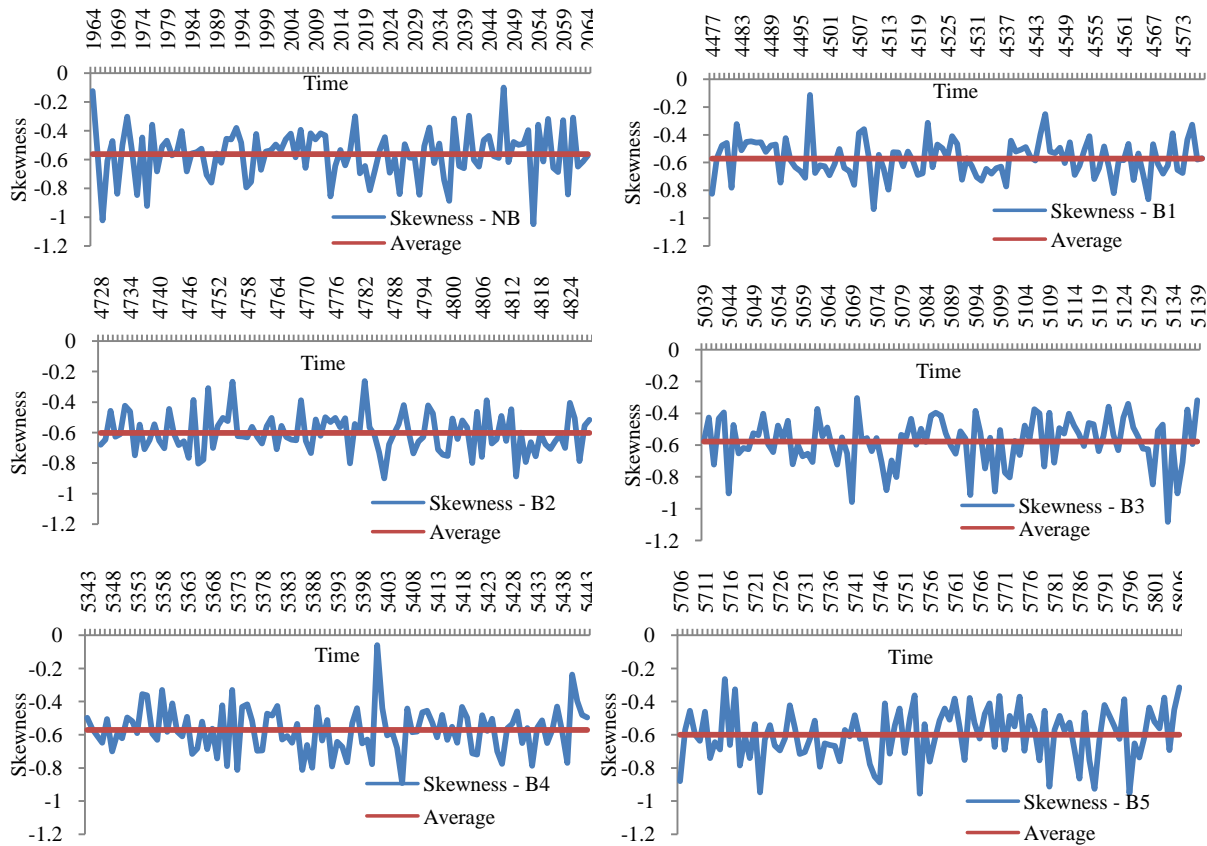 1964 1969 1974 1979 1984 1989 1994 1999 2004 2009 2014 2019 2024 2029 2034 2039 2044 2049 2054 2059 2064
0
-0.2
-0.4
-0.6
-0.8
-1
-1.2
Skewness
Time
Skewness - NB
Average
4477 4483 4489 4495 4501 4507 4513 4519 4525 4531 4537 4543 4549 4555 4561 4567 4573
0
-0.2
-0.4
-0.6
-0.8
-1
-1.2
Skewness
Time
Skewness - B1
Average
4728 4734 4740 4746 4752 4758 4764 4770 4776 4782 4788 4794 4800 4806 4812 4818 4824
0
-0.2
-0.4
-0.6
-0.8
-1
-1.2
Skewness
Time
Skewness - B2
Average
5039 5044 5049 5054 5059 5064 5069 5074 5079 5084 5089 5094 5099 5104 5109 5114 5119 5124 5129 5134 5139
0
-0.2
-0.4
-0.6
-0.8
-1
-1.2
Skewness
Time
Skewness - B3
Average
5343 5348 5353 5358 5363 5368 5373 5378 5383 5388 5393 5398 5403 5408 5413 5418 5423 5428 5433 5438 5443
0
-0.2
-0.4
-0.6
-0.8
-1
-1.2
Skewness
Time
Skewness - B4
Average
5706 5711 5716 5721 5726 5731 5736 5741 5746 5751 5756 5761 5766 5771 5776 5781 5786 5791 5796 5801 5806
0
-0.2
-0.4
-0.6
-0.8
-1
-1.2
Skewness
Time
Skewness - B5
Average